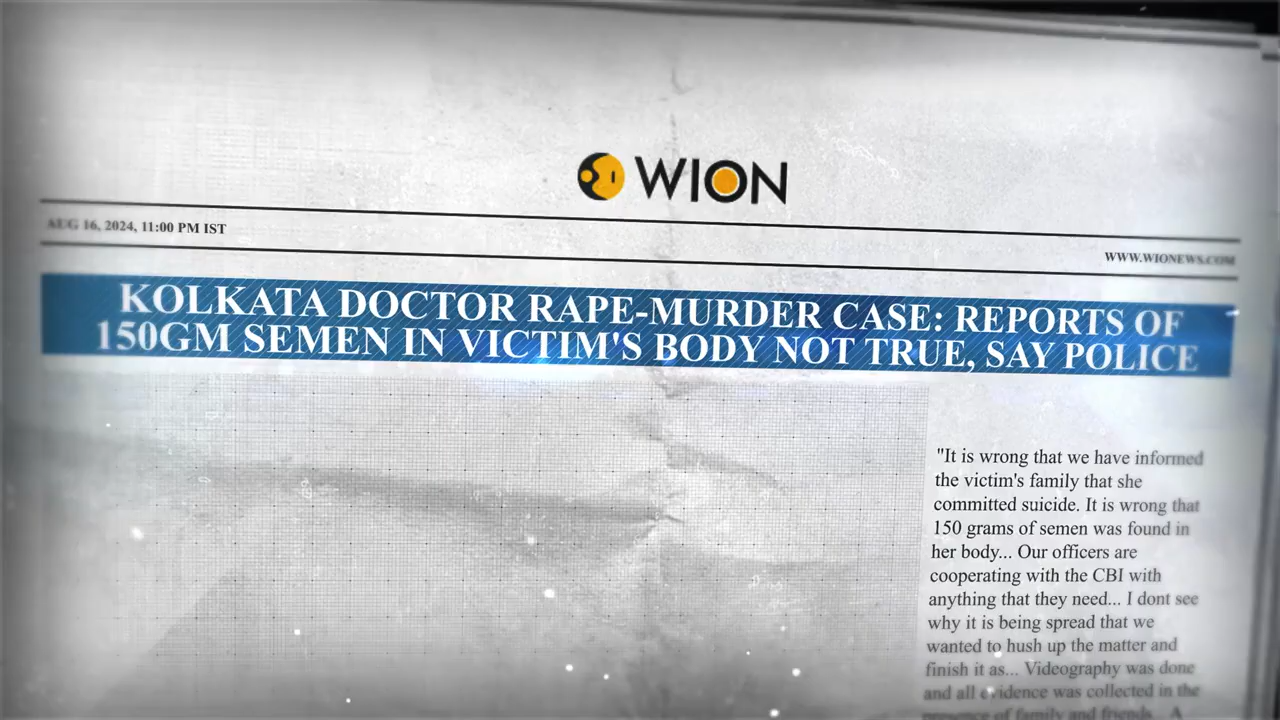 WION
AUG 16, 2024, 11:00 PM IST
WWW.WIONEWS.COM
KOLKATA DOCTOR RAPE-MURDER CASE: REPORTS OF
150GM SEMEN IN VICTIM'S BODY NOT TRUE, SAY POLICE
"It is wrong that we have informed
the victim's family that she
committed suicide. It is wrong that
150 grams of semen was found in
her body... Our officers are
cooperating with the CBI with
anything that they need... I dont see
why it is being spread that we
wanted to hush up the matter and
finish it as... Videography was done
and all evidence was collected in the
presence of family and friends... A